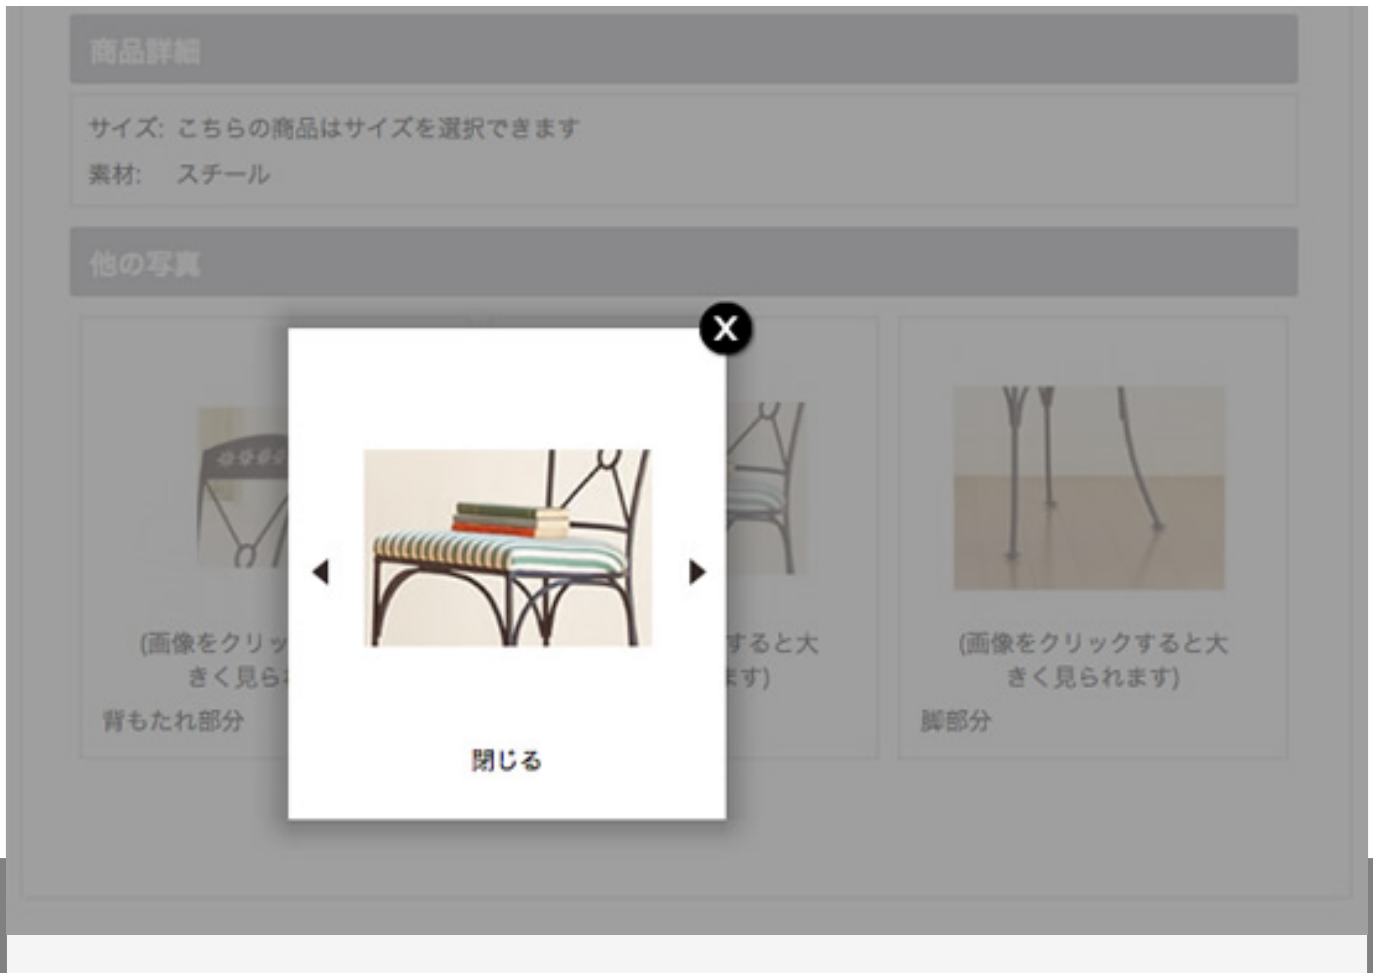 商品詳細
サイズ: こちらの商品はサイズを選択できます
素材: スチール
他の写真
X
(画像をクリッ
きく見ら
背もたれ部分
すると大
ます)
(画像をクリックすると大
きく見られます)
脚部分
閉じる